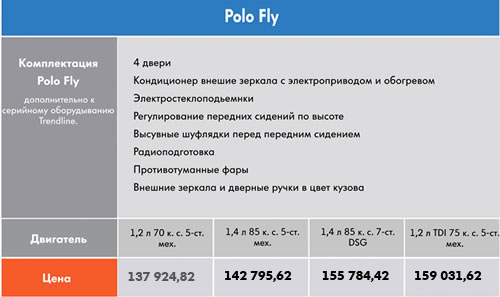 Polo Fly
Комплектация
Polo Fly
дополнительно к
серийному оборудыванию
Trendline.
4 двери
Кондиционер внешие зеркала с электроприводом и обогревом
Электростеклоподьемнки
Регулирование передних сидений по высоте
Высувные шуфлядки перед передним сидением
Радиоподготовка
Противотуманные фары
Внешние зеркала и дверные ручки в цвет кузова
Двигатель
1,2 л 70 к. с. 5-ст. мех.
1,4 л 85 к. с. 5-ст. мех.
1,4 л 85 к. с. 7-ст. DSG
1,2 л TDI 75 к. с. 5-ст. мех.
Цена
137 924,82
142 795,62
155 784,42
159 031,62